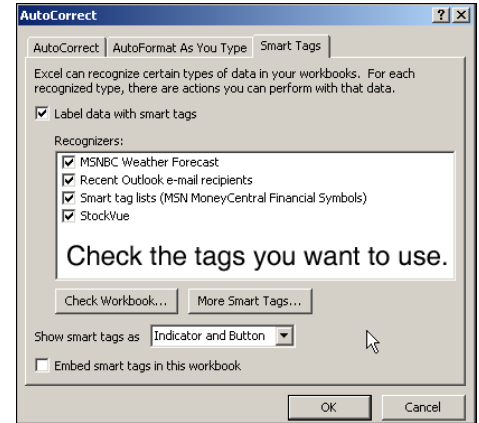 AutoCorrect
AutoCorrect AutoFormat As You Type Smart Tags
Excel can recognize certain types of data in your workbooks. For each
recognized type, there are actions you can perform with that data.
Label data with smart tags
Recognizers:
MSNBC Weather Forecast
Recent Outlook e-mail recipients
Smart tag lists (MSN MoneyCentral Financial Symbols)
StockVue
Check the tags you want to use.
Check Workbook... More Smart Tags...
Show smart tags as Indicator and Button
Embed smart tags in this workbook
OK Cancel